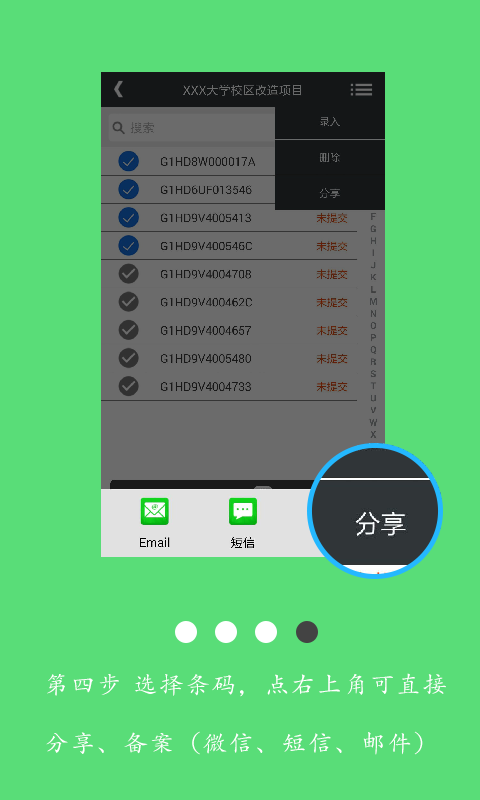 XXX大学校区改造项目
录入
搜索
删除
G1HD8W000017A
G1HD6UF013546
分享
G1HD9V4005413 未提交
G1HD9V400546C 未提交
G1HD9V4004708 未提交
G1HD9V400462C 未提交
G1HD9V4004657 未提交
G1HD9V4005480 未提交
G1HD9V4004733 未提交
F
G
H
I
J
K
L
M
N
O
P
Q
R
S
T
U
V
W
X
分享
Email
短信
第四步 选择条码，点右上角可直接
分享、备案（微信、短信、邮件）